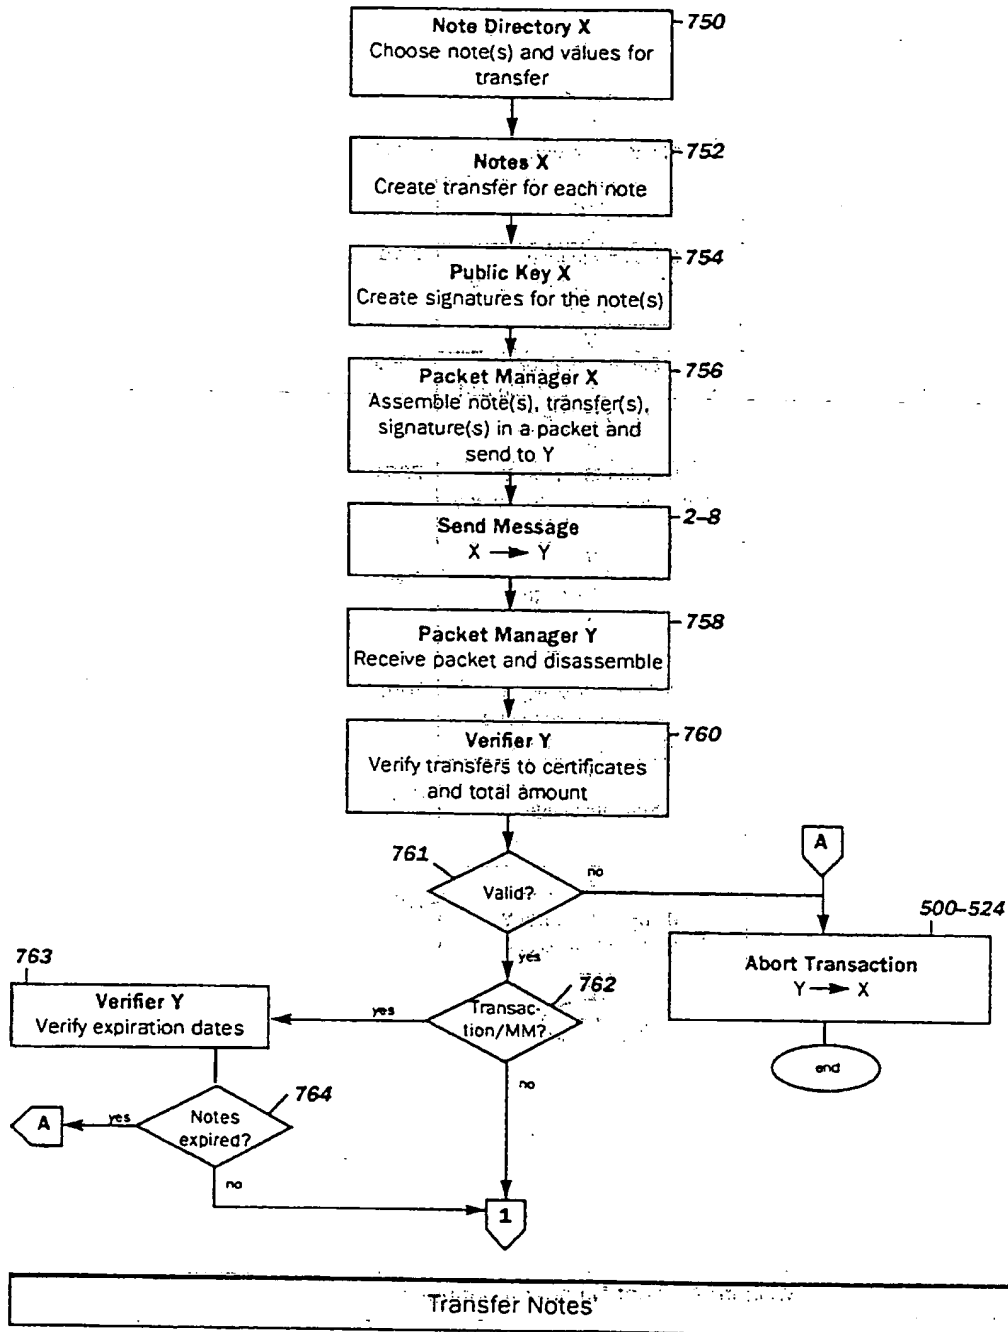 Note Directory X
Choose note(s) and values for
transfer
750
Notes X
Create transfer for each note
752
Public Key X
Create signatures for the note(s)
754
Packet Manager X
Assemble note(s), transfer(s),
signature(s) in a packet and
send to Y
756
Send Message
X → Y
2-8
Packet Manager Y
Receive packet and disassemble
758
Verifier Y
Verify transfers to certificates
and total amount
760
761
Valid?
no
A
500-524
Abort Transaction
Y → X
end
yes
762
Transac-
tion/MM?
yes
763
Verifier Y
Verify expiration dates
764
Notes
expired?
yes
A
no
no
1
Transfer Notes